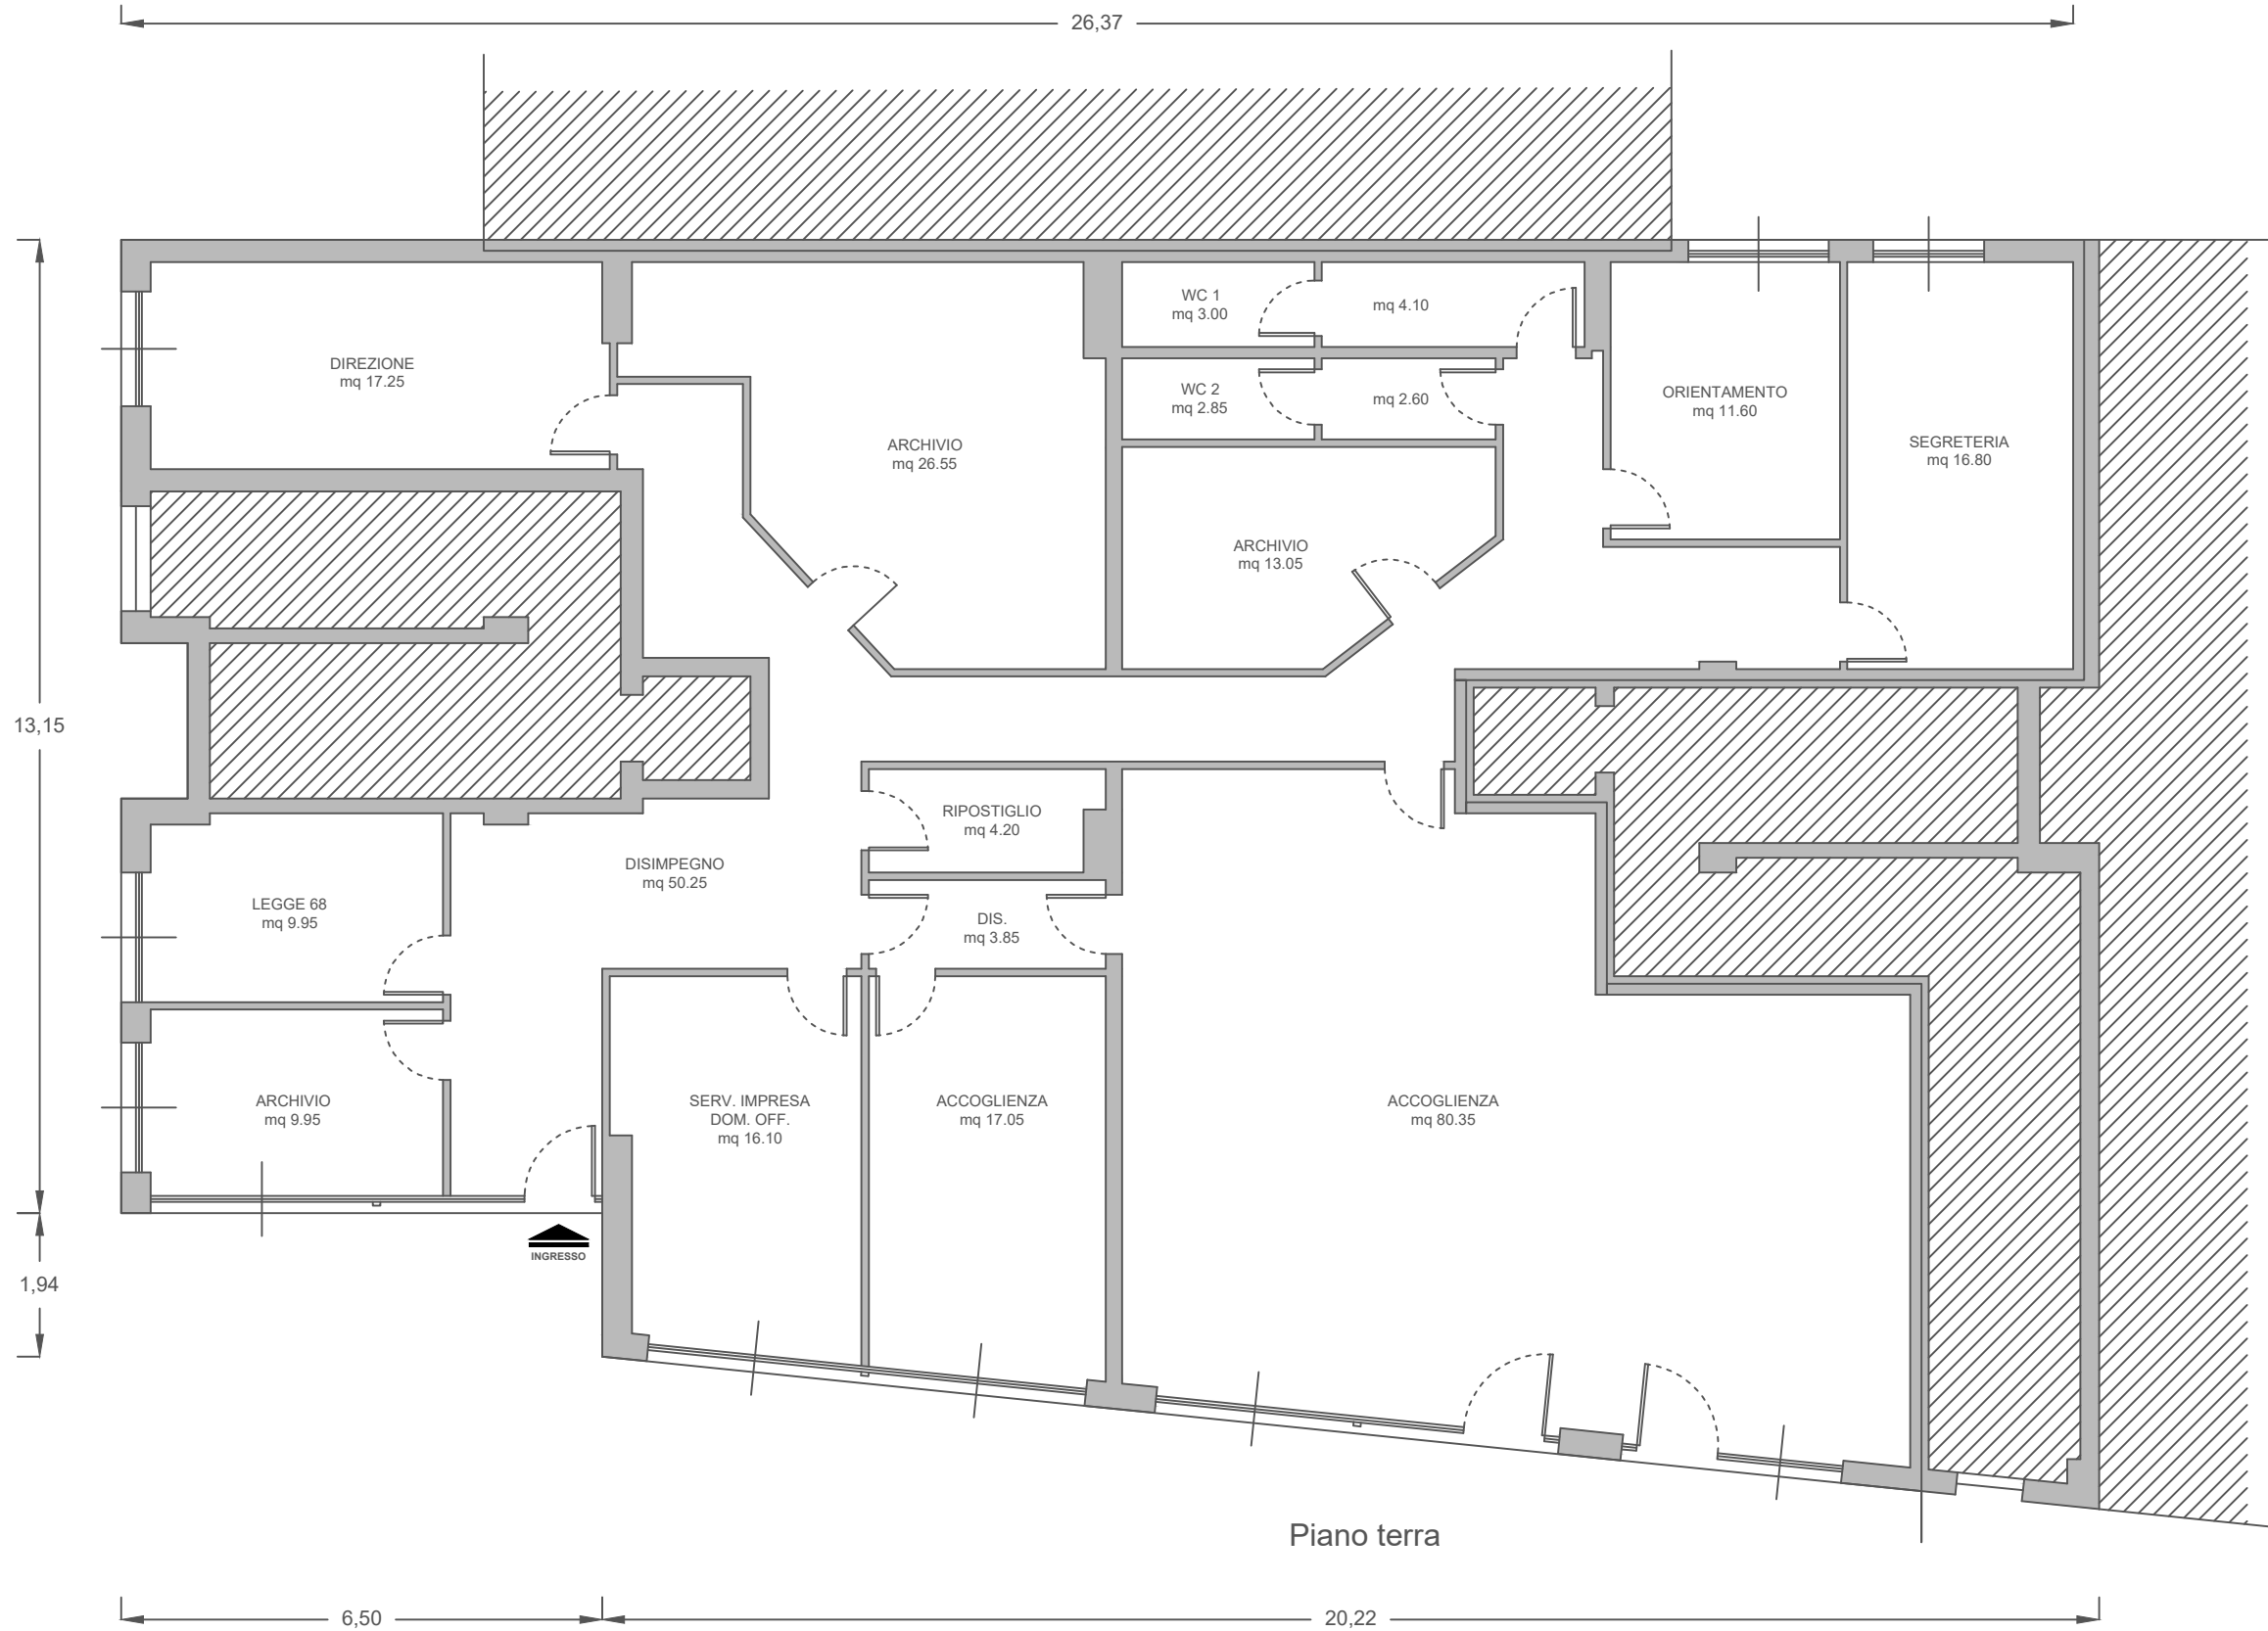 26,37
WC 1
mq 3.00
mq 4.10
DIREZIONE
mq 17.25
WC 2
mq 2.85
mq 2.60
ORIENTAMENTO
mq 11.60
ARCHIVIO
mq 26.55
SEGRETERIA
mq 16.80
ARCHIVIO
mq 13.05
13,15
RIPOSTIGLIO
mq 4.20
DISIMPEGNO
mq 50.25
LEGGE 68
mq 9.95
DIS.
mq 3.85
ARCHIVIO
mq 9.95
SERV. IMPRESA
DOM. OFF.
mq 16.10
ACCOGLIENZA
mq 17.05
ACCOGLIENZA
mq 80.35
INGRESSO
1,94
Piano terra
6,50
20,22